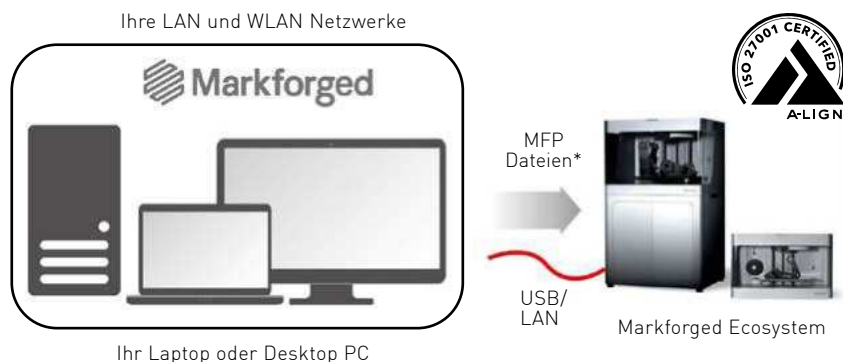 Ihre LAN und WLAN Netzwerke
Markforged
ISO 27001 CERTIFIED
A-LIGN
MFP
Dateien*
USB/
LAN
Markforged Ecosystem
Ihr Laptop oder Desktop PC